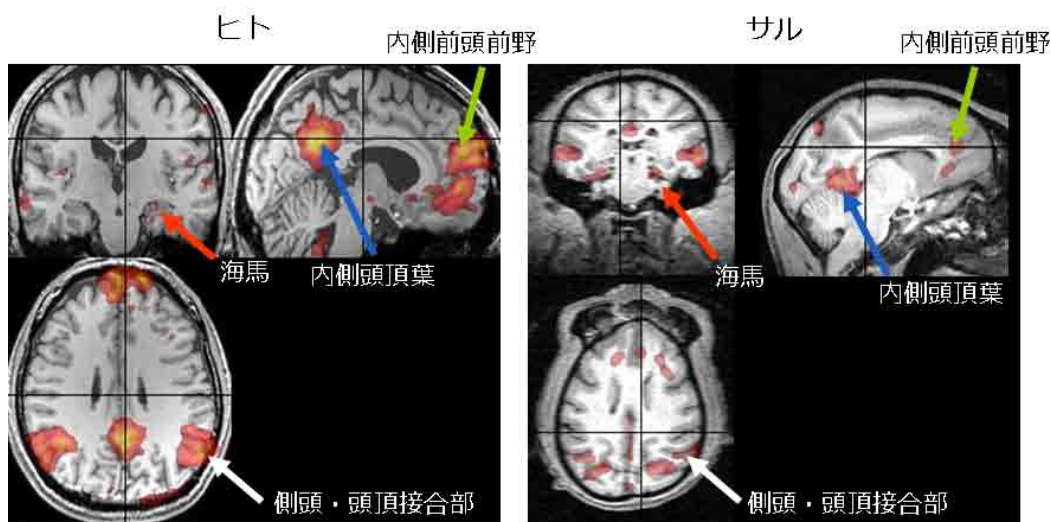 ヒト
内側前頭前野
海馬
内側頭頂葉
側頭・頭頂接合部
サル
内側前頭前野
海馬
内側頭頂葉
側頭・頭頂接合部